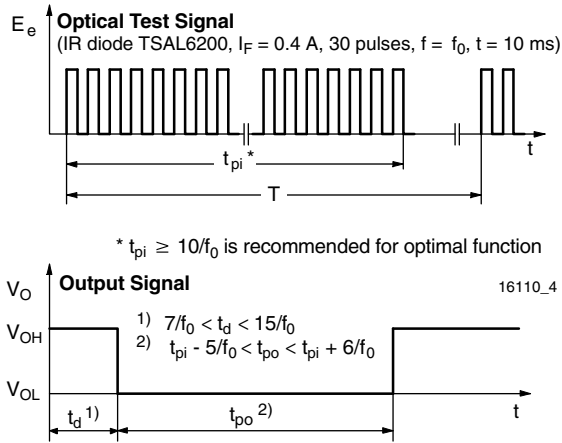 E_e
Optical Test Signal
(IR diode TSAL6200, I_F = 0.4 A, 30 pulses, f = f_0, t = 10 ms)
t
t_pi *
T
* t_pi ≥ 10/f_0 is recommended for optimal function
V_O
Output Signal
16110_4
V_OH
1) 7/f_0 < t_d < 15/f_0
2) t_pi - 5/f_0 < t_po < t_pi + 6/f_0
V_OL
t_d 1)
t_po 2)
t